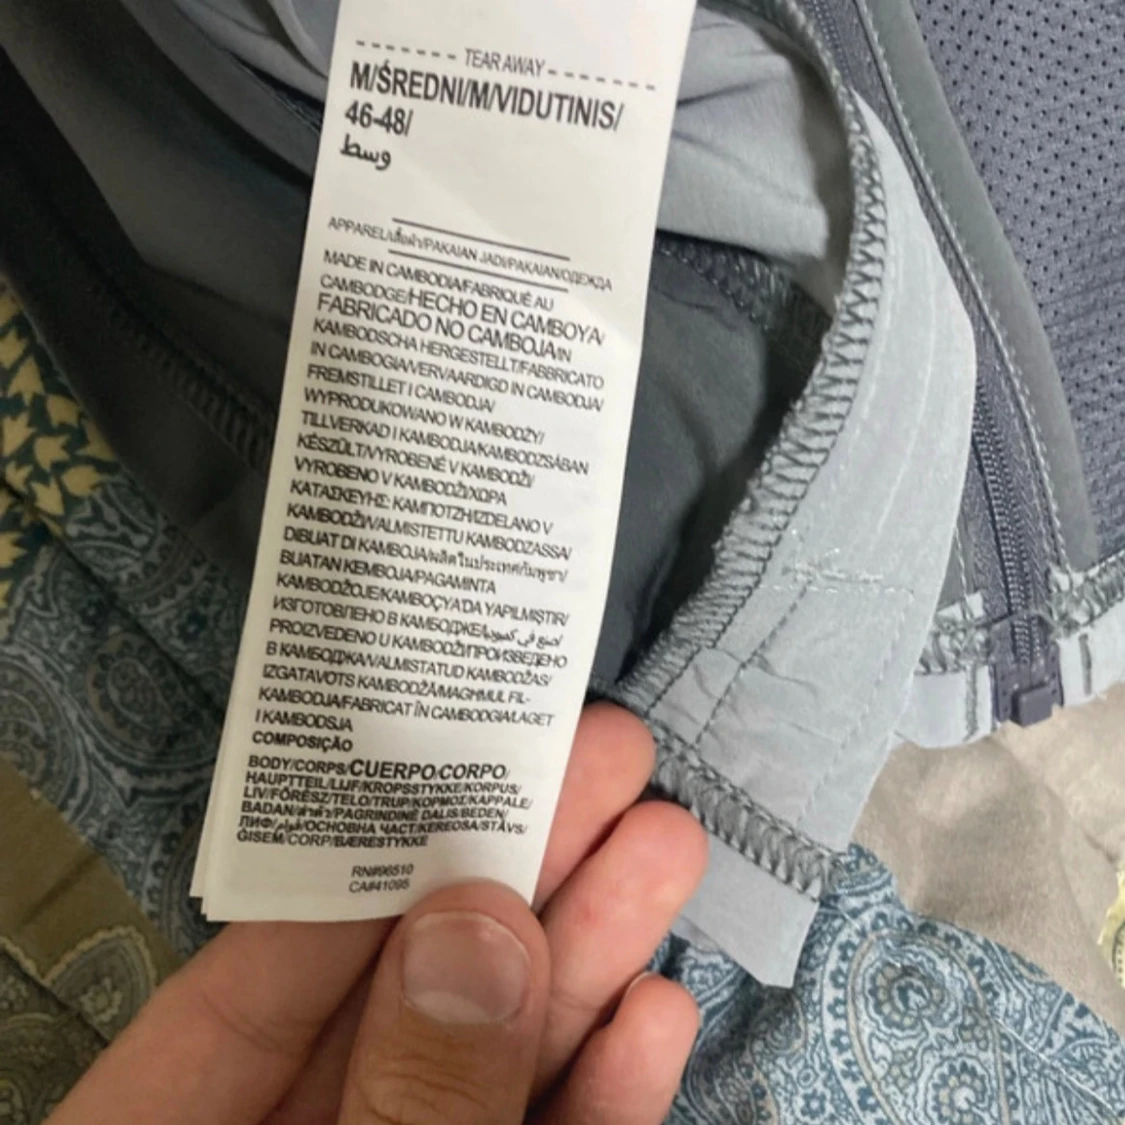 TEAR AWAY
M/ŚREDNI/M/VIDUTINIS/
46-48/
وسط
APPAREL/เสื้อผ้า/PAKAIAN JADI/PAKAIAN/ОДЕЖДА
MADE IN CAMBODIA/FABRIQUÉ AU
CAMBODGE/HECHO EN CAMBOYA/
FABRICADO NO CAMBOJA/IN
KAMBODSCHA HERGESTELLT/FABBRICATO
IN CAMBOGIA/VERVAARDIGD IN CAMBODJA/
FREMSTILLET I CAMBODJA/
WYPRODUKOWANO W KAMBODŻY/
TILLVERKAD I KAMBODJA/KAMBODZSÁBAN
KÉSZÜLT/VYROBENÉ V KAMBODŽI/
VYROBENO V KAMBODŽI/ΧΩΡΑ
ΚΑΤΑΣΚΕΥΗΣ: ΚΑΜΠΟΤΖΗ/IZDELANO V
KAMBODŽI/VALMISTETTU KAMBODZASSA/
DIBUAT DI KAMBOJA/ผลิตในประเทศกัมพูชา/
BUATAN KEMBOJA/PAGAMINTA
KAMBODŽOJE/KAMBOÇYA'DA YAPILMIŞTIR/
ИЗГОТОВЛЕНО В КАМБОДЖЕ/صنع في كمبوديا/
PROIZVEDENO U KAMBODŽI/ПРОИЗВЕДЕНО
В КАМБОДЖА/VALMISTATUD KAMBODŽAS/
IZGATAVOTS KAMBODŽĀ/MAGHMUL FIL-
KAMBODJA/FABRICAT ÎN CAMBODGIA/LAGET
I KAMBODSJA
COMPOSIÇÃO
BODY/CORPS/CUERPO/CORPO/
HAUPTTEIL/LIJF/KROPSSTYKKE/KORPUS/
LIV/FŐRÉSZ/TELO/TRUP/ΚΟΡΜΟΣ/KAPPALE/
BADAN/ลำตัว/PAGRINDINĖ DALIS/BEDEN/
ЛИФ/قوام/ОСНОВНА ЧАСТ/KEREOSA/STĀVS/
ĠISEM/CORP/BÆRESTYKKE
RN#96510
CA#41095